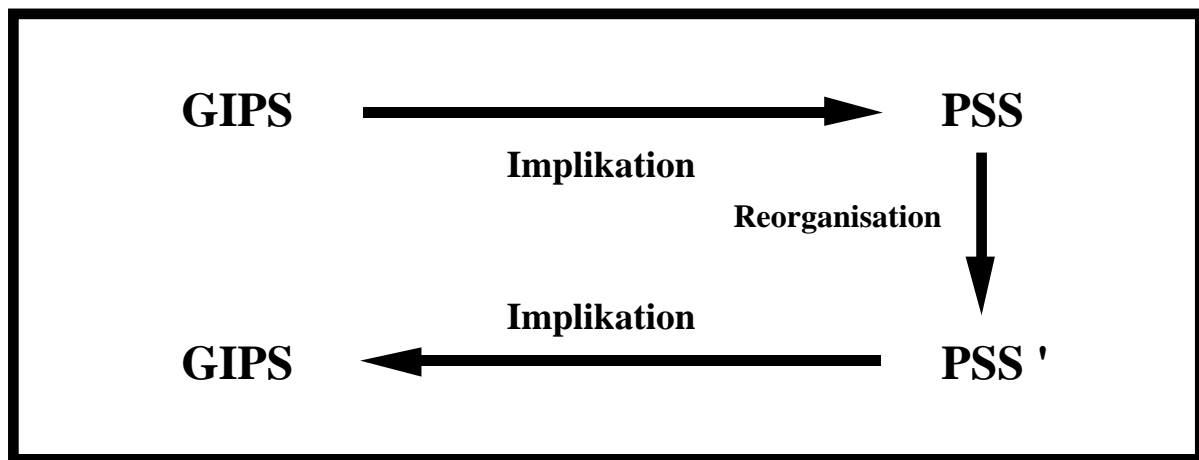 GIPS PSS
Implikation
Reorganisation
Implikation
GIPS PSS '